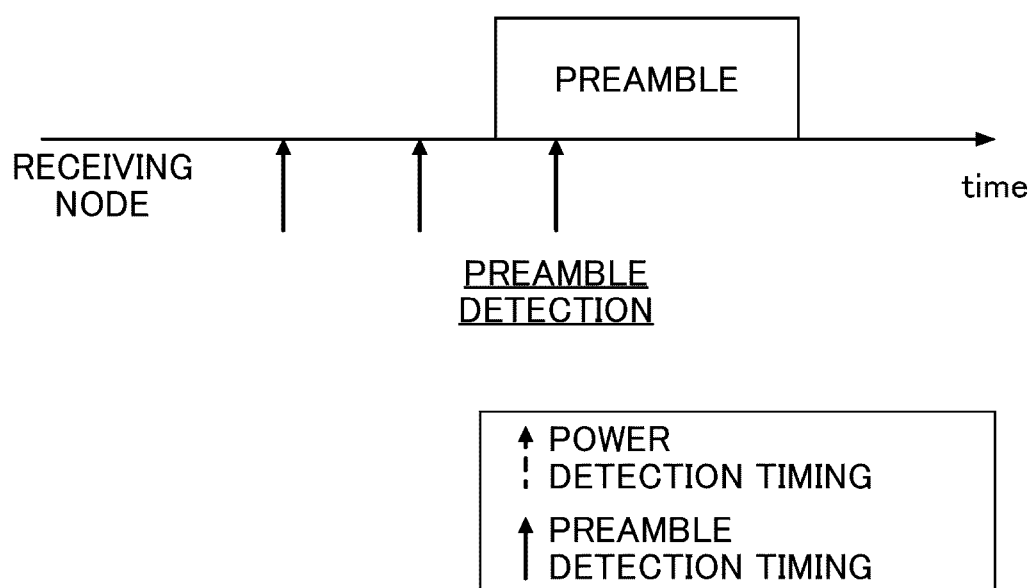 PREAMBLE
RECEIVING
NODE
time
PREAMBLE
DETECTION
POWER
DETECTION TIMING
PREAMBLE
DETECTION TIMING